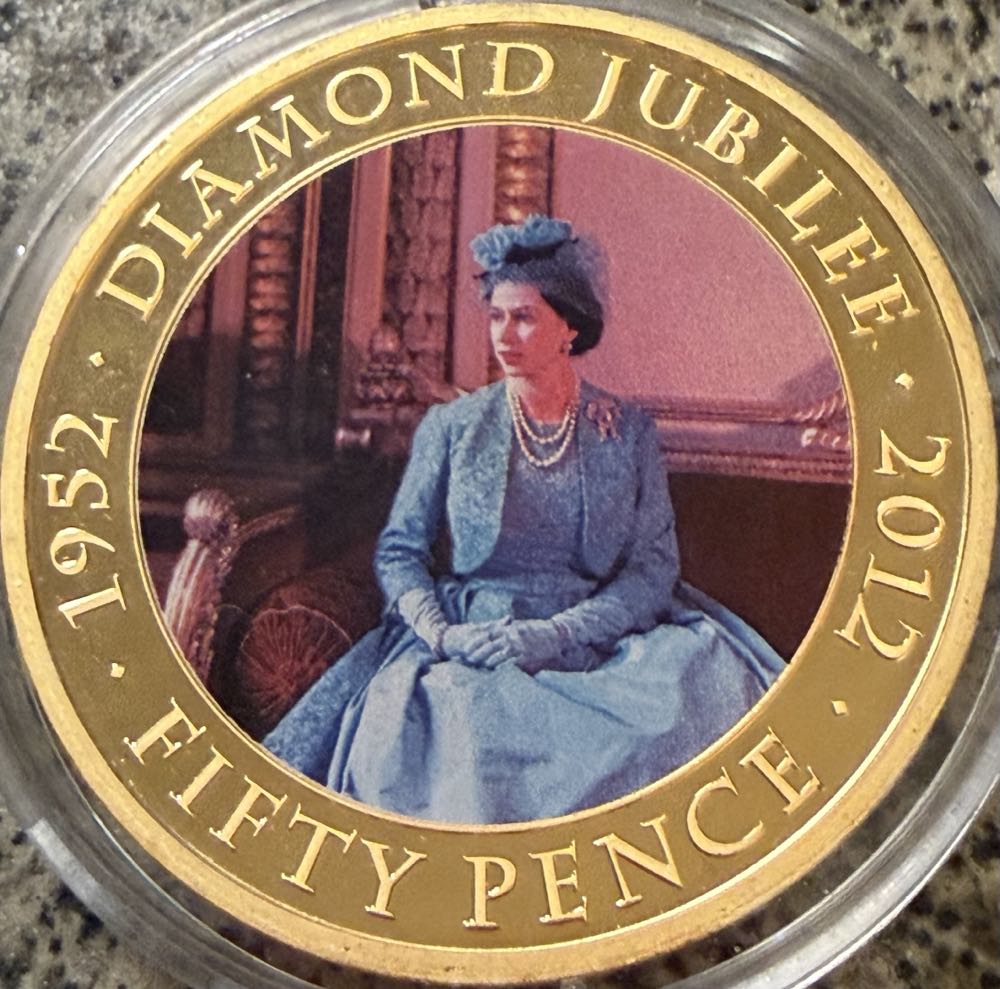 1952 · DIAMOND JUBILEE · 2012 ·
FIFTY PENCE ·